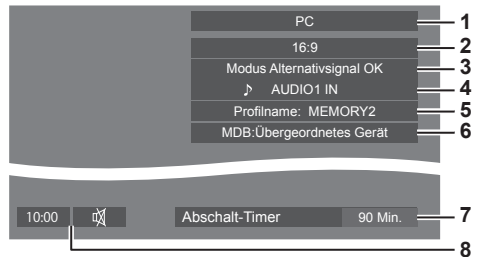 PC 1
16:9 2
Modus Alternativsignal OK 3
♪ AUDIO1 IN 4
Profilname: MEMORY2 5
MDB:Übergeordnetes Gerät 6
10:00 Abschalt-Timer 90 Min. 7
8